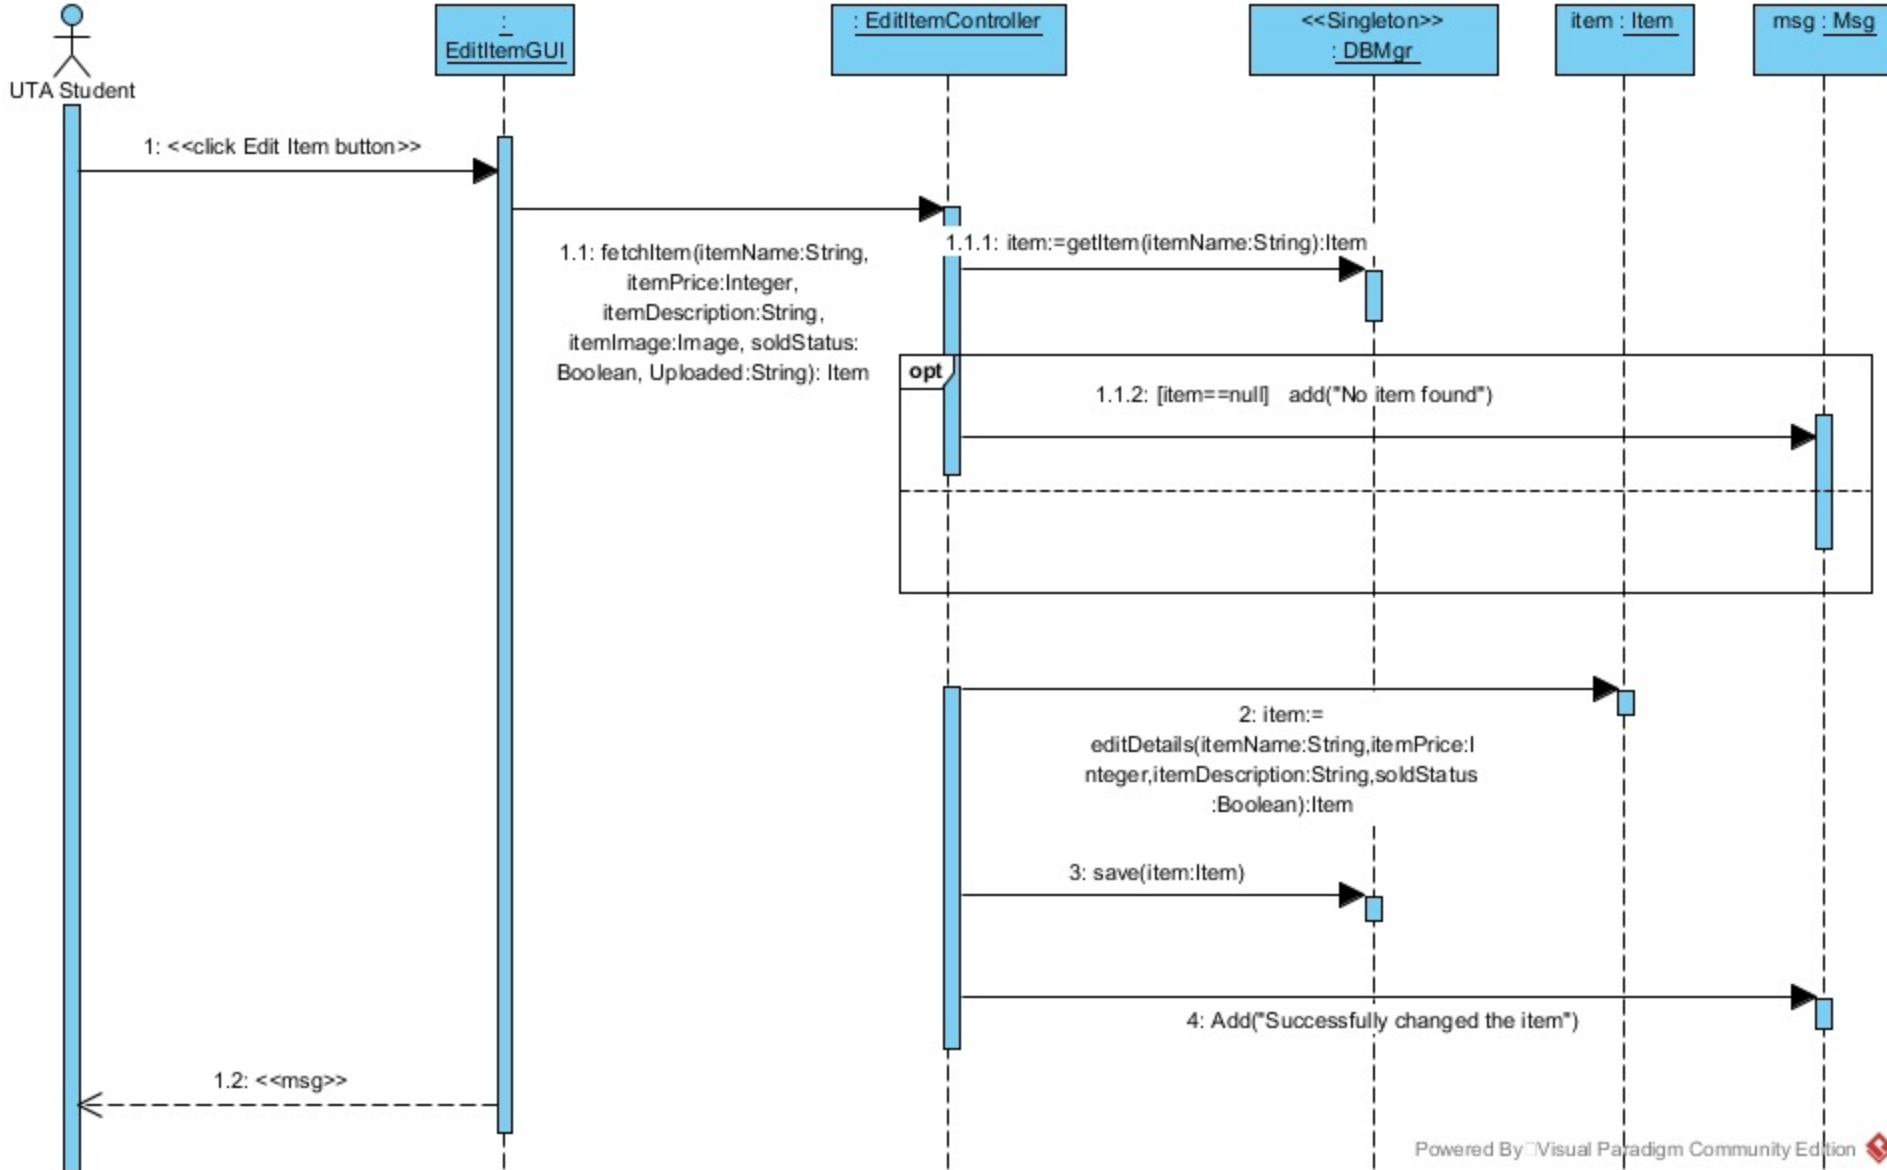 UTA Student
:
EditItemGUI
: EditItemController
<<Singleton>>
: DBMgr
item : Item
msg : Msg
1: <<click Edit Item button>>
1.1: fetchItem(itemName:String,
itemPrice:Integer,
itemDescription:String,
itemImage:Image, soldStatus:
Boolean, Uploaded:String): Item
1.1.1: item:=getItem(itemName:String):Item
opt
1.1.2: [item==null] add("No item found")
2: item:=
editDetails(itemName:String,itemPrice:I
nteger,itemDescription:String,soldStatus
:Boolean):Item
3: save(item:Item)
4: Add("Successfully changed the item")
1.2: <<msg>>
Powered By Visual Paradigm Community Edition